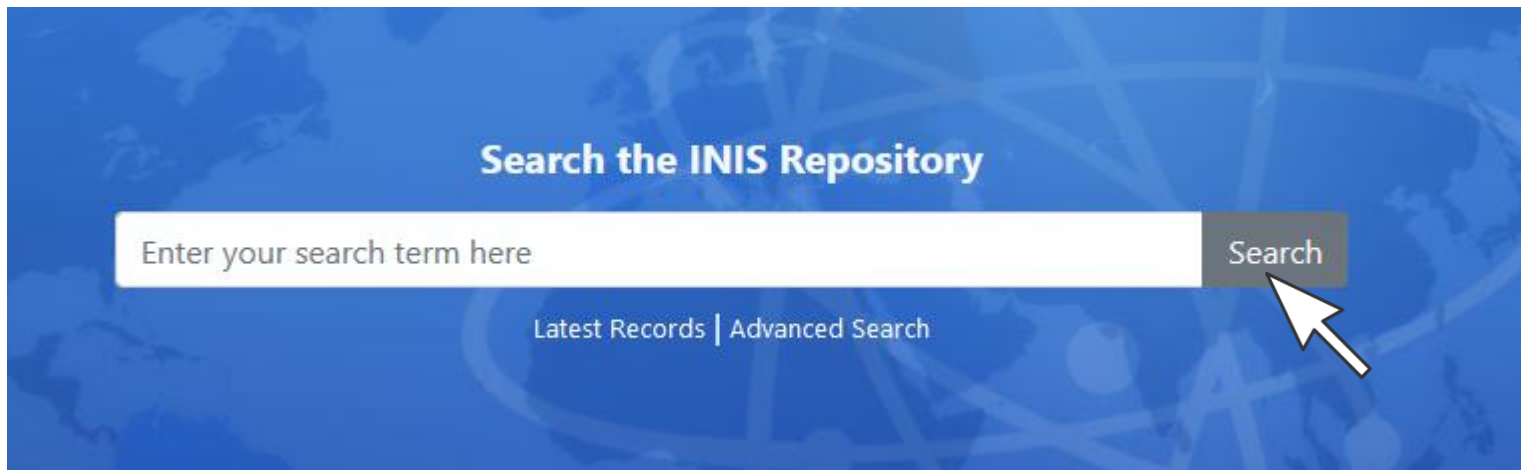 Search the INIS Repository
Enter your search term here Search
Latest Records | Advanced Search